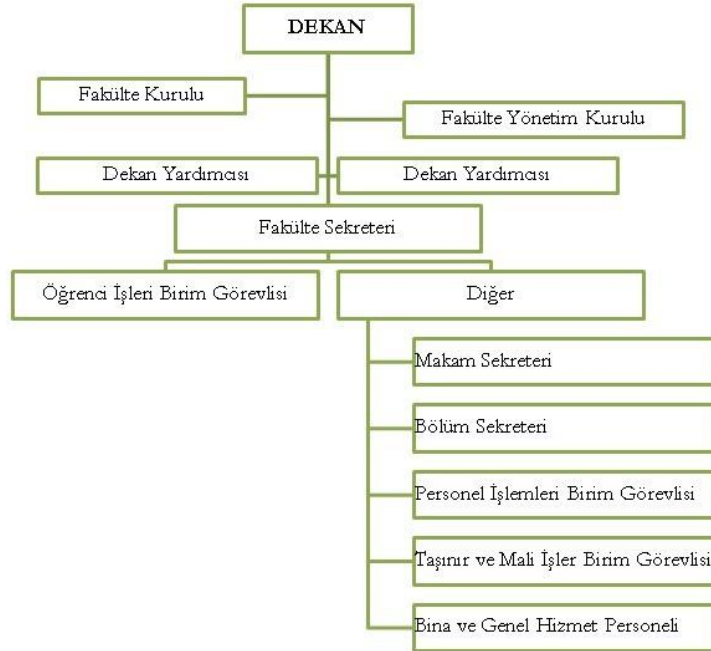 DEKAN
Fakülte Kurulu
Fakülte Yönetim Kurulu
Dekan Yardımcısı
Dekan Yardımcısı
Fakülte Sekreteri
Öğrenci İşleri Birim Görevlisi
Diğer
Makam Sekreteri
Bölüm Sekreteri
Personel İşlemleri Birim Görevlisi
Taşınır ve Mali İşler Birim Görevlisi
Bina ve Genel Hizmet Personeli